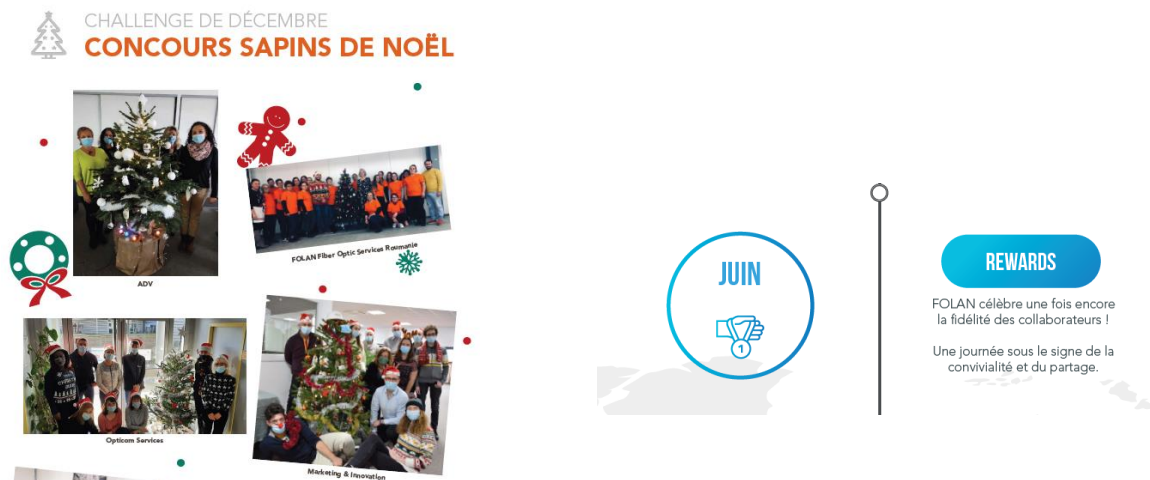 CHALLENGE DE DÉCEMBRE
CONCOURS SAPINS DE NOËL
ADV
FOLAN Fiber Optic Services Roumanie
Opticom Services
Marketing & Innovation
JUIN
1
REWARDS
FOLAN célèbre une fois encore
la fidélité des collaborateurs !
Une journée sous le signe de la
convivialité et du partage.